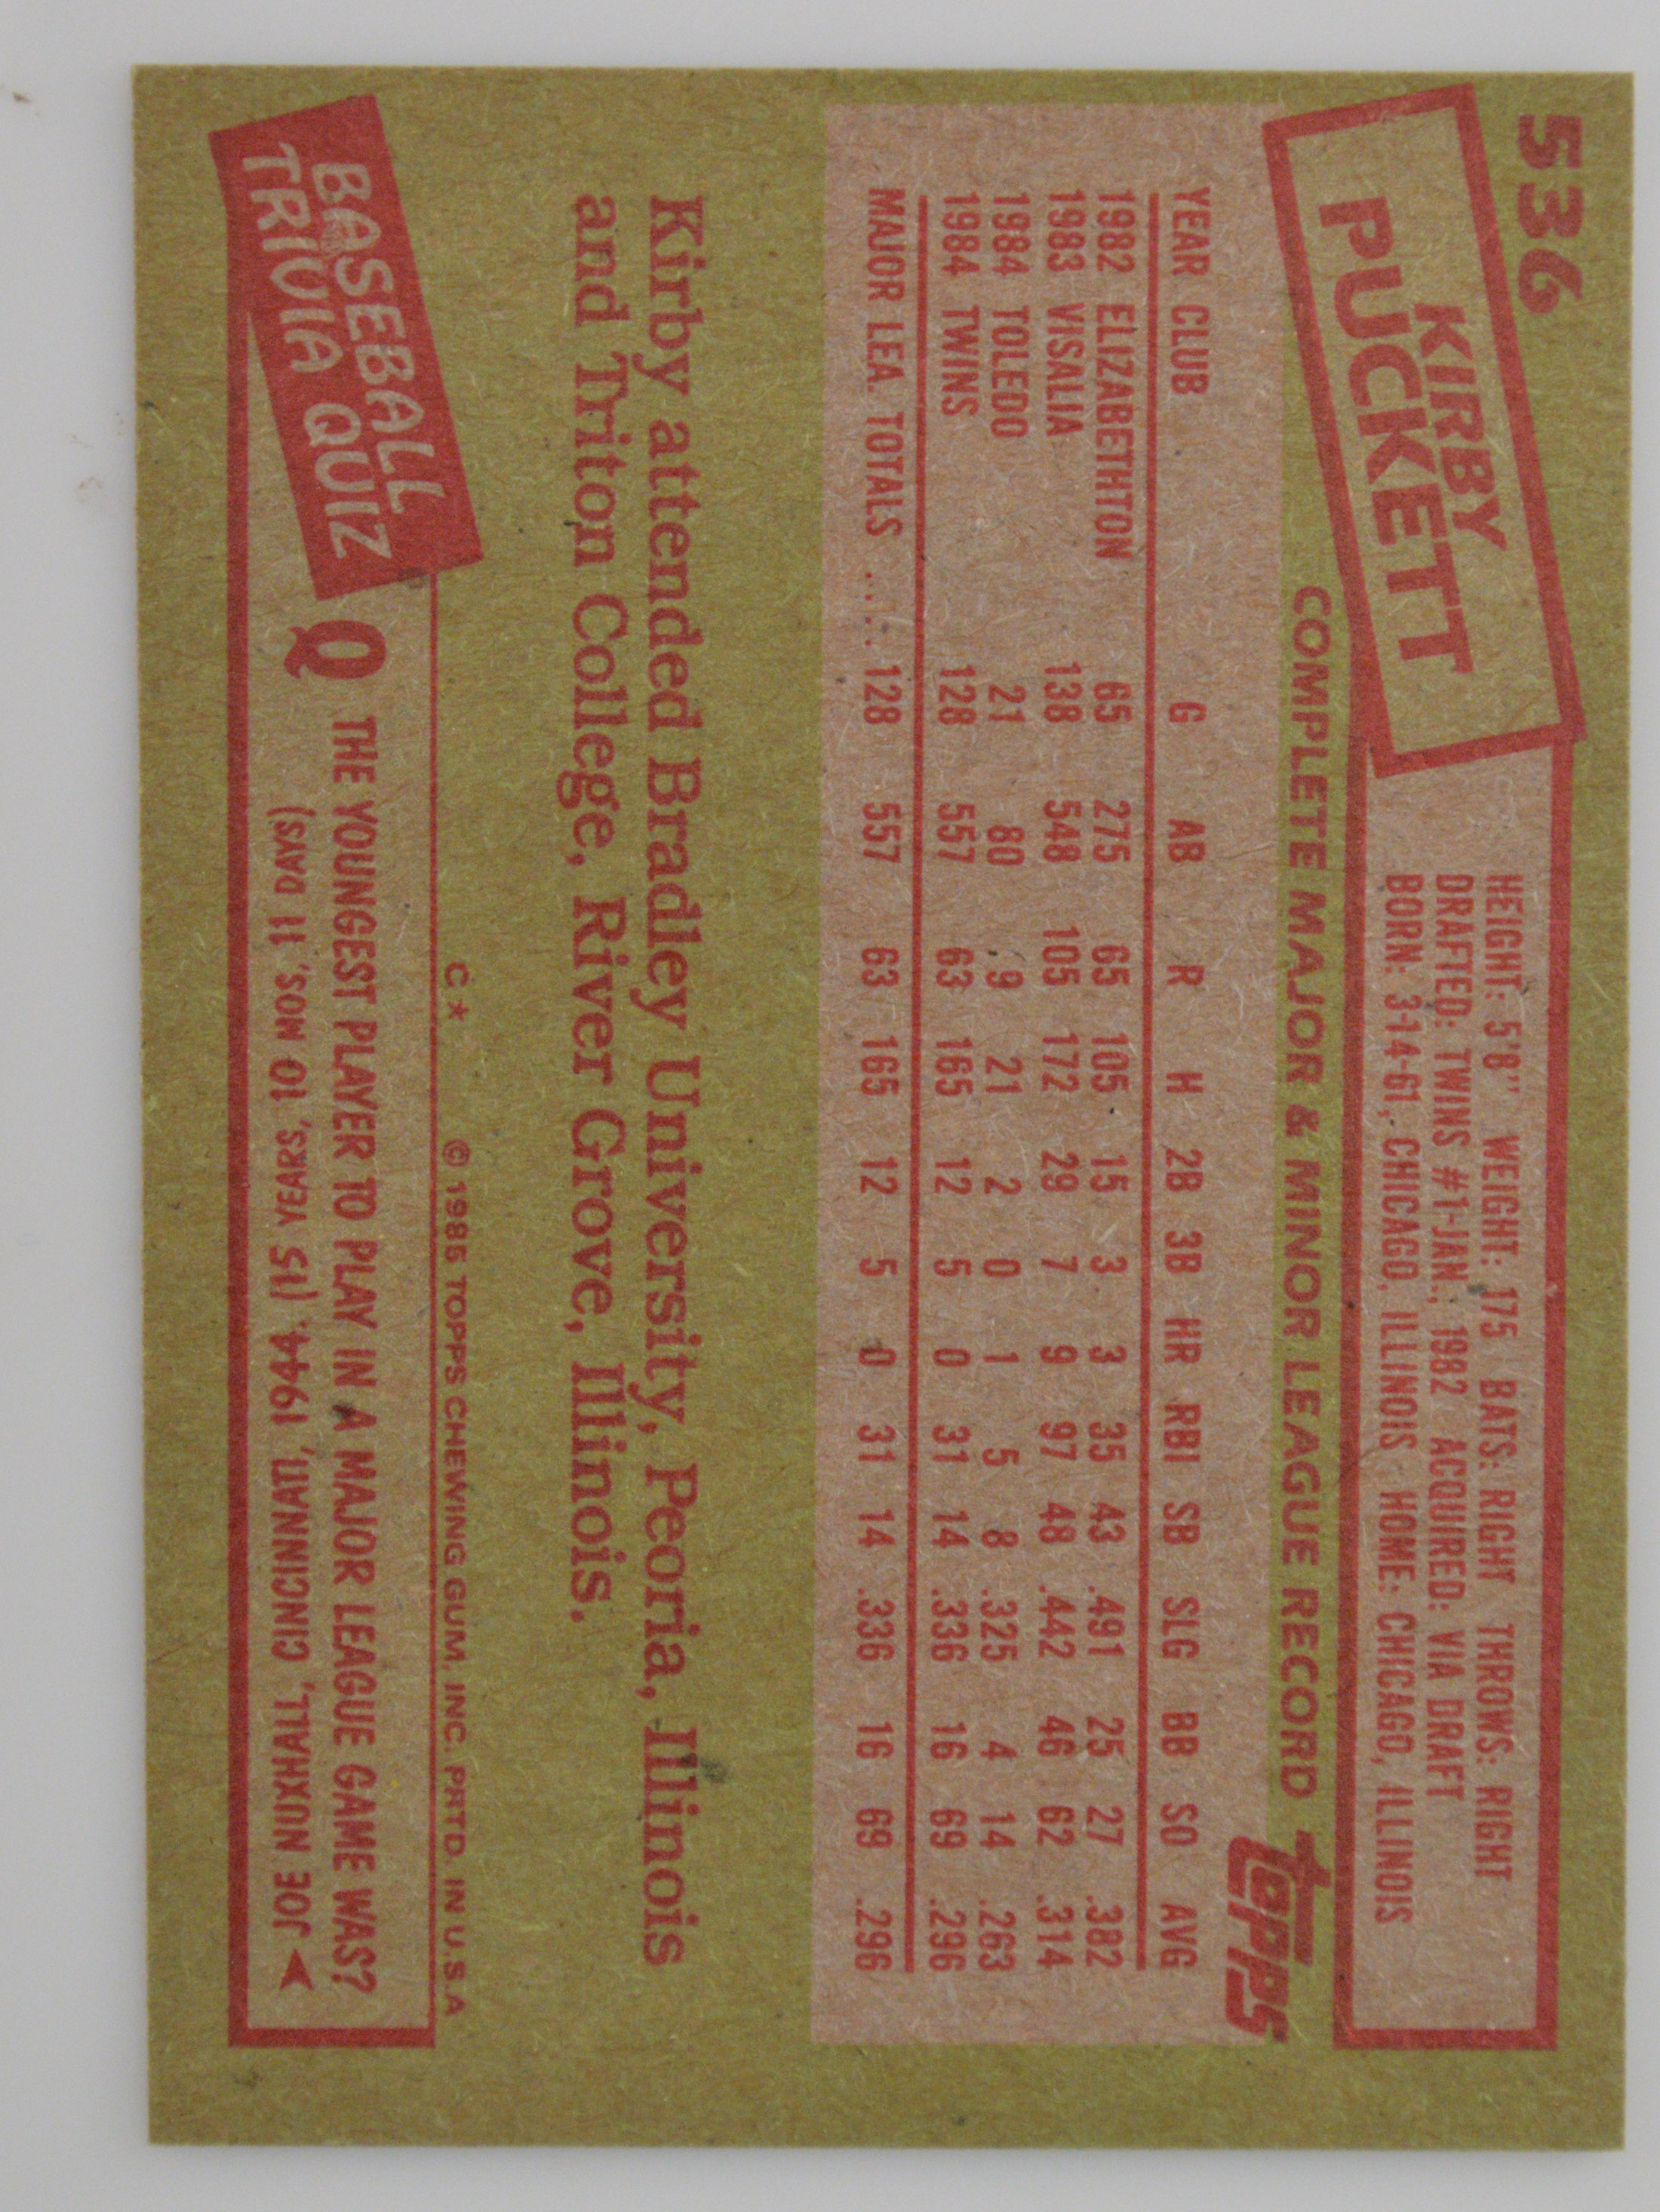 536
KIRBY
PUCKETT
HEIGHT: 5'8" WEIGHT: 175 BATS: RIGHT THROWS: RIGHT
DRAFTED: TWINS #1-JAN., 1982 ACQUIRED: VIA DRAFT
BORN: 3-14-61, CHICAGO, ILLINOIS HOME: CHICAGO, ILLINOIS
COMPLETE MAJOR & MINOR LEAGUE RECORD
topps
YEAR CLUB G AB R H 2B 3B HR RBI SB SLG BB SO AVG
1982 ELIZABETHTON 65 275 65 105 15 3 3 35 43 .491 25 27 .382
1983 VISALIA 138 548 105 172 29 7 9 97 48 .442 46 62 .314
1984 TOLEDO 21 80 9 21 2 0 1 5 8 .325 4 14 .263
1984 TWINS 128 557 63 165 12 5 0 31 14 .336 16 69 .296
MAJOR LEA. TOTALS ..... 128 557 63 165 12 5 0 31 14 .336 16 69 .296
Kirby attended Bradley University, Peoria, Illinois
and Triton College, River Grove, Illinois.
C★ © 1985 TOPPS CHEWING GUM, INC. PRTD. IN U.S.A
BASEBALL
TRIVIA QUIZ
Q THE YOUNGEST PLAYER TO PLAY IN A MAJOR LEAGUE GAME WAS?
(15 YEARS, 10 MOS, 11 DAYS) JOE NUXHALL, CINCINNATI, 1944.